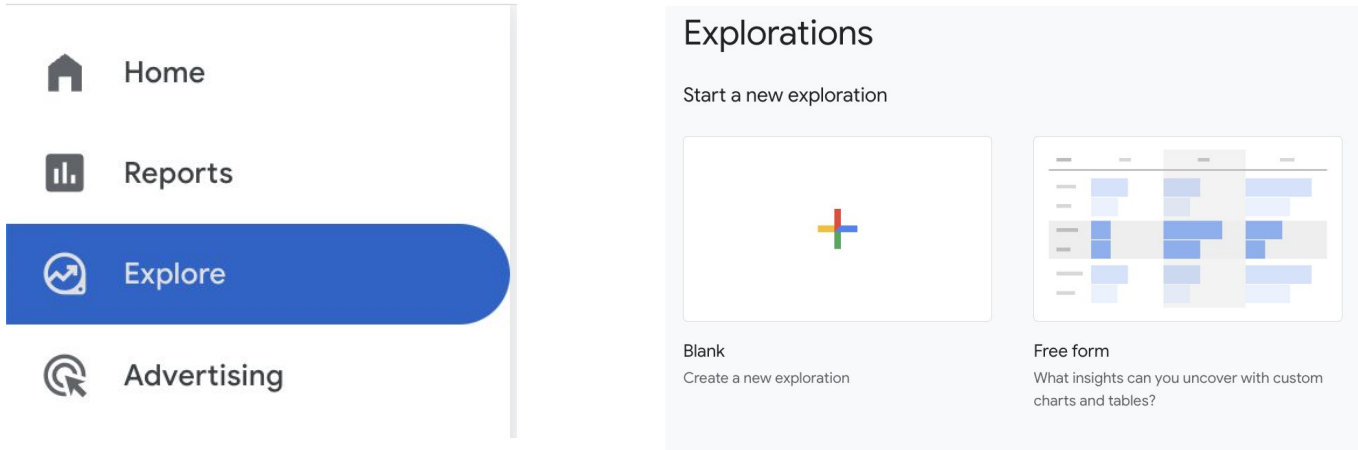 Home
Reports
Explore
Advertising
Explorations
Start a new exploration
Blank
Create a new exploration
Free form
What insights can you uncover with custom
charts and tables?